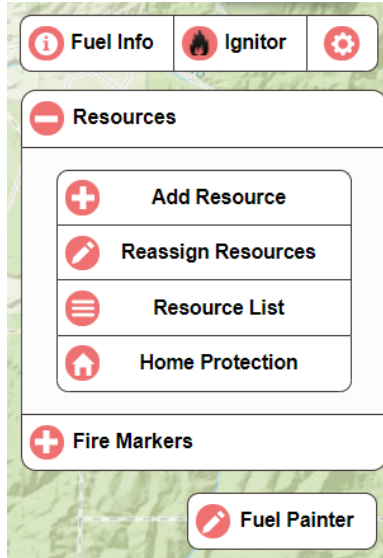 Fuel Info
Ignitor
Resources
Add Resource
Reassign Resources
Resource List
Home Protection
Fire Markers
Fuel Painter